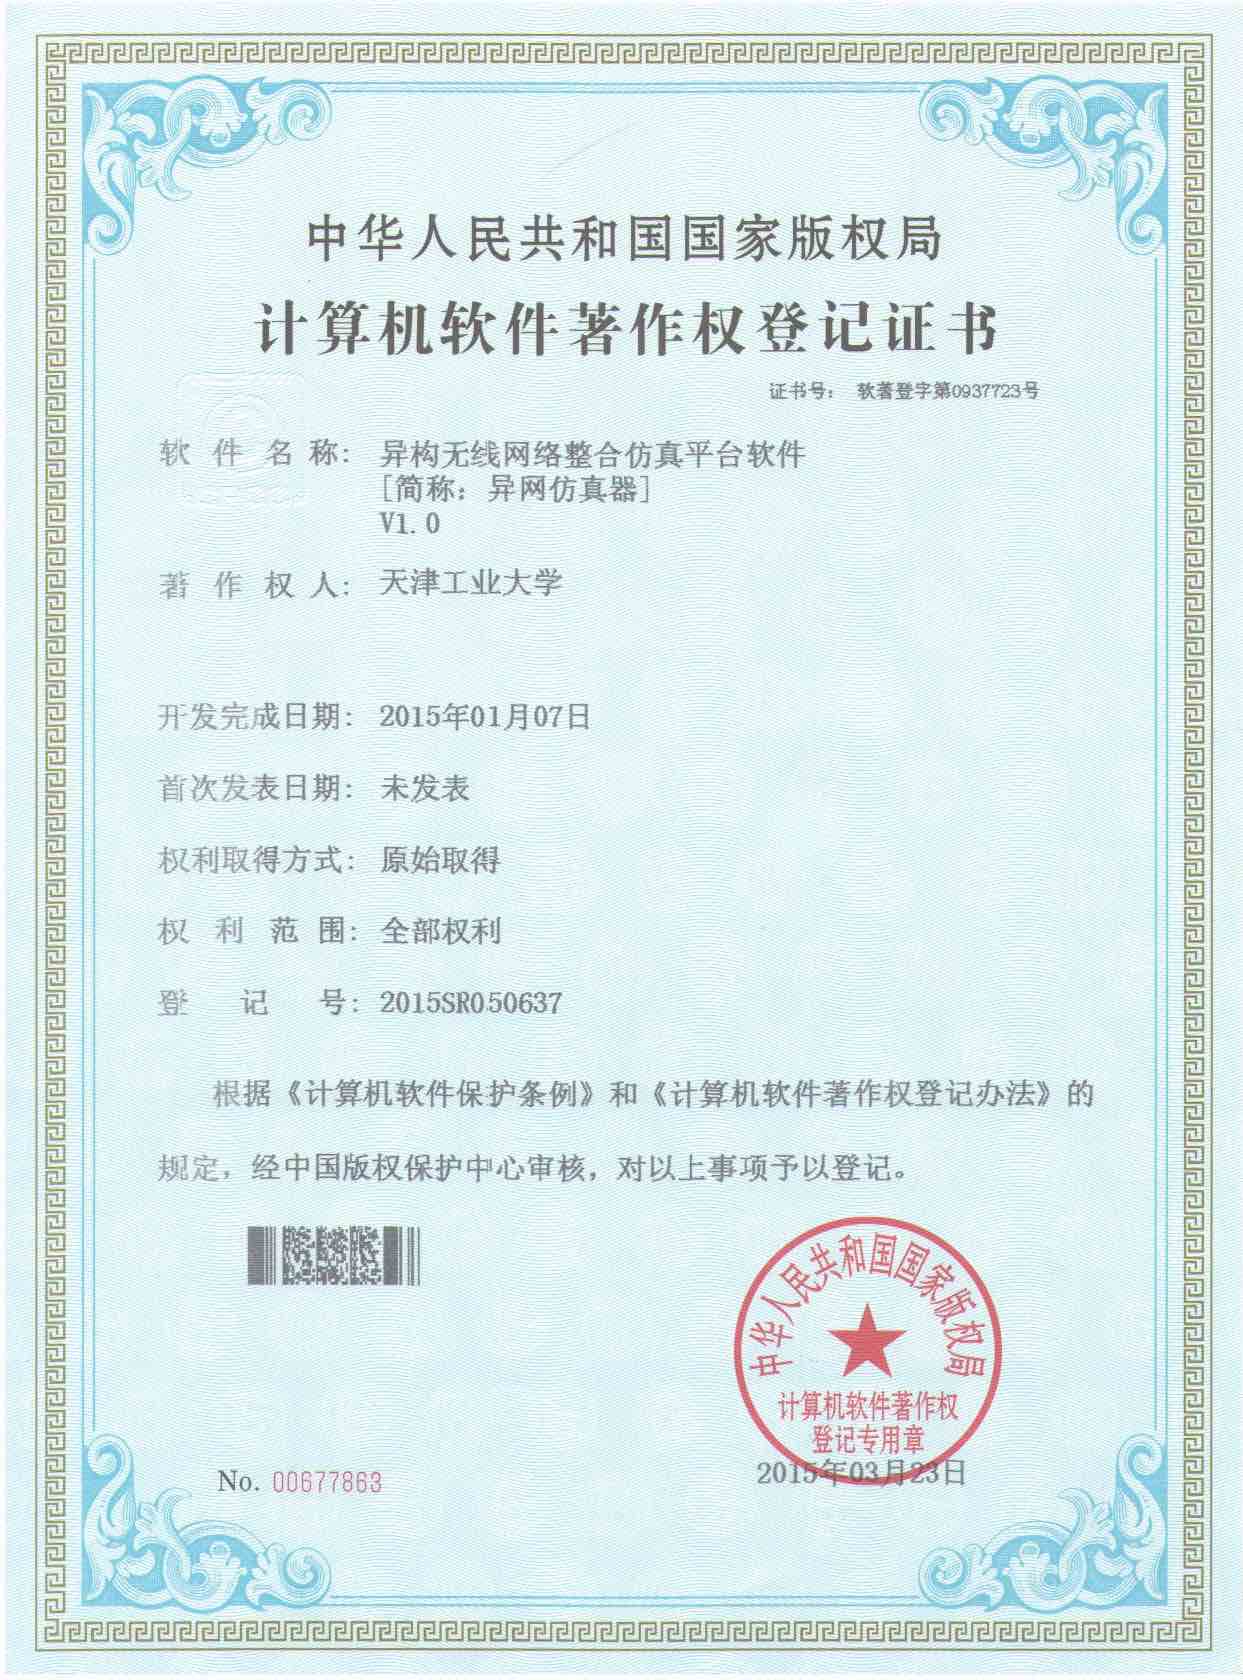 中华人民共和国国家版权局
计算机软件著作权登记证书
证书号： 软著登字第0937723号
软件名称： 异构无线网络整合仿真平台软件
[简称：异网仿真器]
V1.0
著作权人： 天津工业大学
开发完成日期： 2015年01月07日
首次发表日期： 未发表
权利取得方式： 原始取得
权利范围： 全部权利
登记号： 2015SR050637
根据《计算机软件保护条例》和《计算机软件著作权登记办法》的
规定，经中国版权保护中心审核，对以上事项予以登记。
中华人民共和国国家版权局
计算机软件著作权
登记专用章
2015年03月23日
No. 00677863